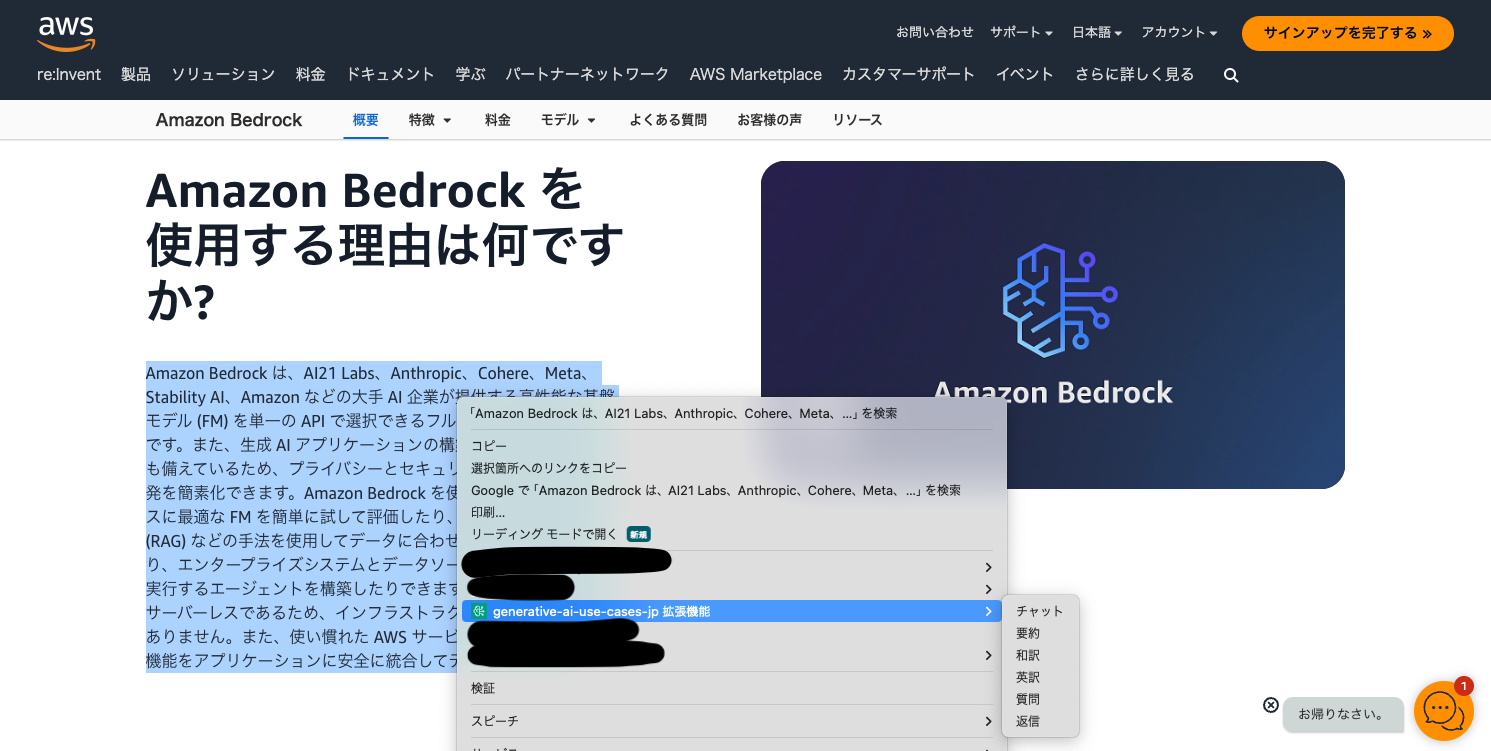 aws
お問い合わせ サポート 日本語 アカウント サインアップを完了する »
re:Invent 製品 ソリューション 料金 ドキュメント 学ぶ パートナーネットワーク AWS Marketplace カスタマーサポート イベント さらに詳しく見る
Amazon Bedrock 概要 特徴 料金 モデル よくある質問 お客様の声 リソース
Amazon Bedrock を
使用する理由は何です
か?
Amazon Bedrock は、AI21 Labs、Anthropic、Cohere、Meta、
Stability AI、Amazon などの大手 AI 企業が提供する高性能な基盤
モデル (FM) を単一の API で選択できるフル
です。また、生成 AI アプリケーションの構
も備えているため、プライバシーとセキュリ
発を簡素化できます。Amazon Bedrock を使
スに最適な FM を簡単に試して評価したり、
(RAG) などの手法を使用してデータに合わせ
り、エンタープライズシステムとデータソー
実行するエージェントを構築したりできます
サーバーレスであるため、インフラストラク
ありません。また、使い慣れた AWS サービ
機能をアプリケーションに安全に統合してデ
Amazon Bedrock
「Amazon Bedrock は、AI21 Labs、Anthropic、Cohere、Meta、…」を検索
コピー
選択箇所へのリンクをコピー
Google で「Amazon Bedrock は、AI21 Labs、Anthropic、Cohere、Meta、…」を検索
印刷...
リーディング モードで開く 新規
generative-ai-use-cases-jp 拡張機能
検証
スピーチ
チャット
要約
和訳
英訳
質問
返信
お帰りなさい。
1